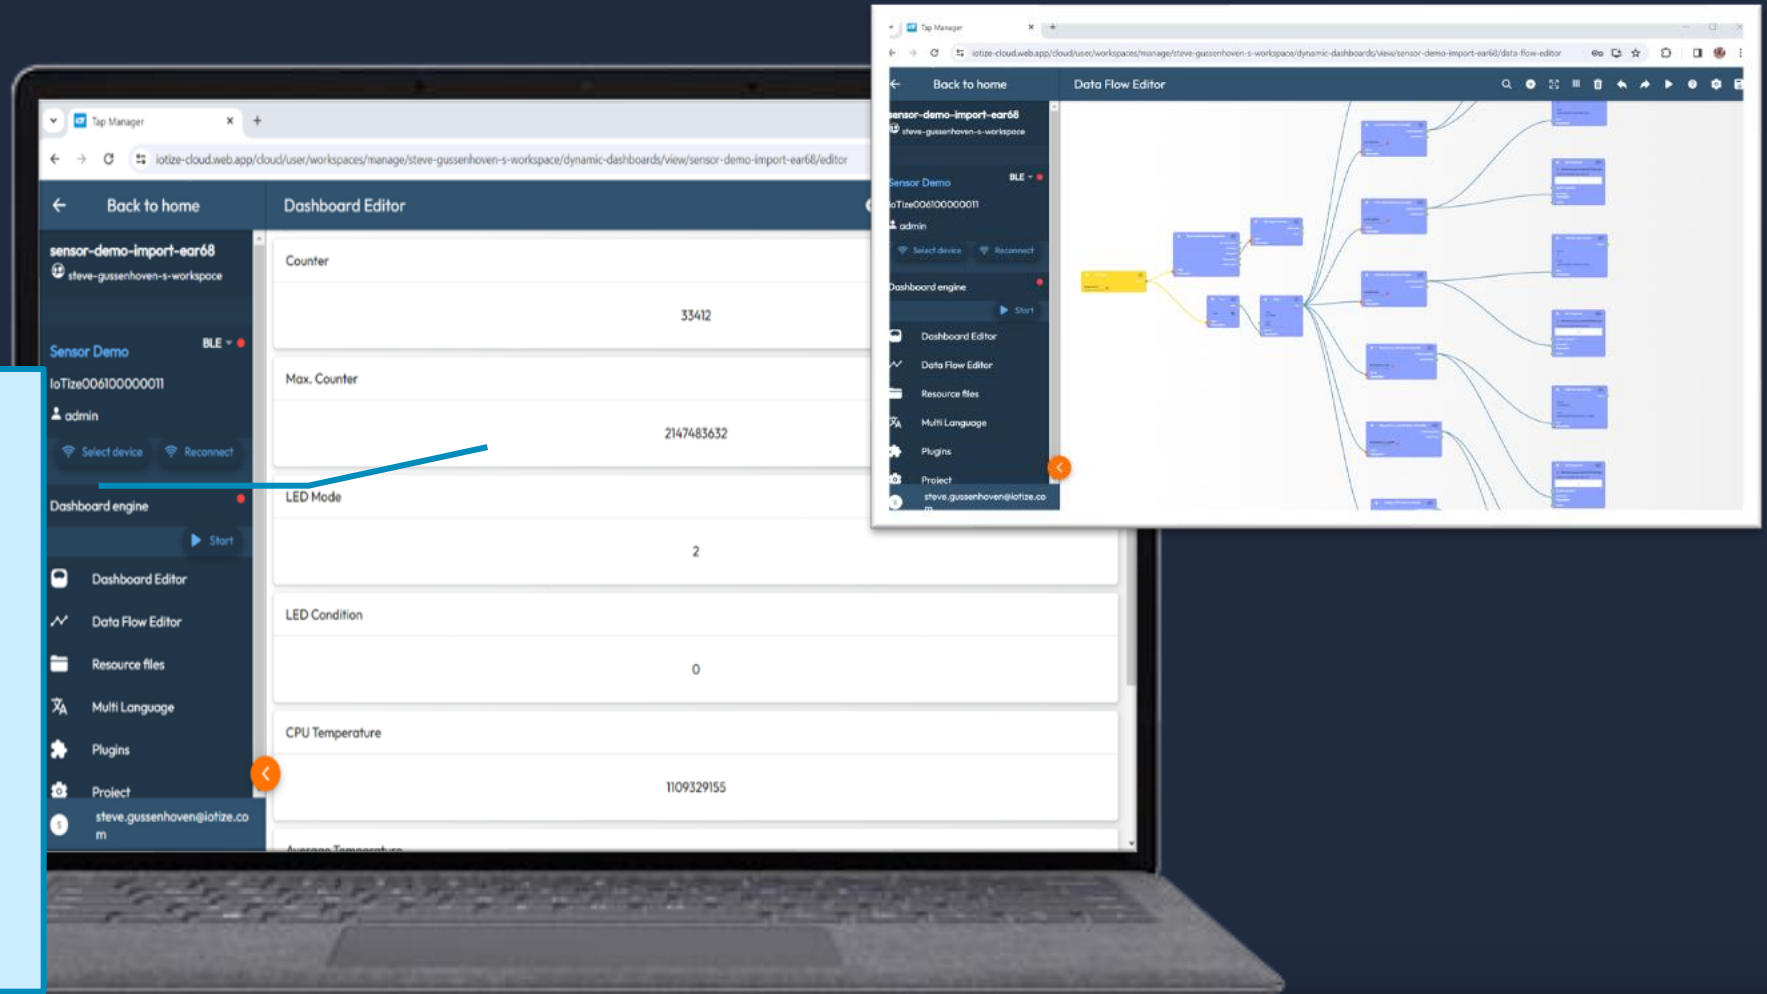 Tap Manager
iotize-cloud.web.app/cloud/user/workspaces/manage/steve-gussenhoven-s-workspace/dynamic-dashboards/view/sensor-demo-import-ear68/editor
Back to home
Dashboard Editor
sensor-demo-import-ear68
steve-gussenhoven-s-workspace
Sensor Demo
BLE
IoTize006100000011
admin
Select device
Reconnect
Dashboard engine
Start
Dashboard Editor
Data Flow Editor
Resource files
Multi Language
Plugins
Project
steve.gussenhoven@iotize.co
m
Counter
33412
Max. Counter
2147483632
LED Mode
2
LED Condition
0
CPU Temperature
1109329155
Average Temperature
Tap Manager
iotize-cloud.web.app/cloud/user/workspaces/manage/steve-gussenhoven-s-workspace/dynamic-dashboards/view/sensor-demo-import-ear68/data-flow-editor
Back to home
Data Flow Editor
sensor-demo-import-ear68
steve-gussenhoven-s-workspace
Sensor Demo
BLE
IoTize006100000011
admin
Select device
Reconnect
Dashboard engine
Start
Dashboard Editor
Data Flow Editor
Resource files
Multi Language
Plugins
Project
steve.gussenhoven@iotize.co
m